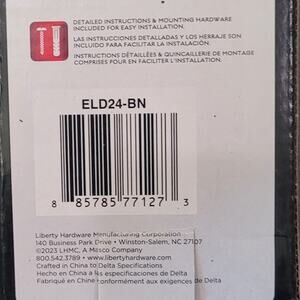 DETAILED INSTRUCTIONS & MOUNTING HARDWARE
INCLUDED FOR EASY INSTALLATION.
LAS INSTRUCCIONES DETALLADAS Y LOS HERRAJE SON
INCLUIDO PARA FACILITAR LA INSTALACIÓN.
INSTRUCTIONS DÉTAILLÉES & QUINCAILLERIE DE MONTAGE
COMPRISES POUR EN FACILITER L'INSTALLATION.
ELD24-BN
8 85785 77127 3
Liberty Hardware Manufacturing Corporation
140 Business Park Drive • Winston-Salem, NC 27107
©2023 LHMC, A Masco Company
800.542.3789 • www.libertyhardware.com
Crafted in China to Delta Specifications
Hecho en China a las especificaciones de Delta
Fabriqué en Chine conformément aux exigences de Delta